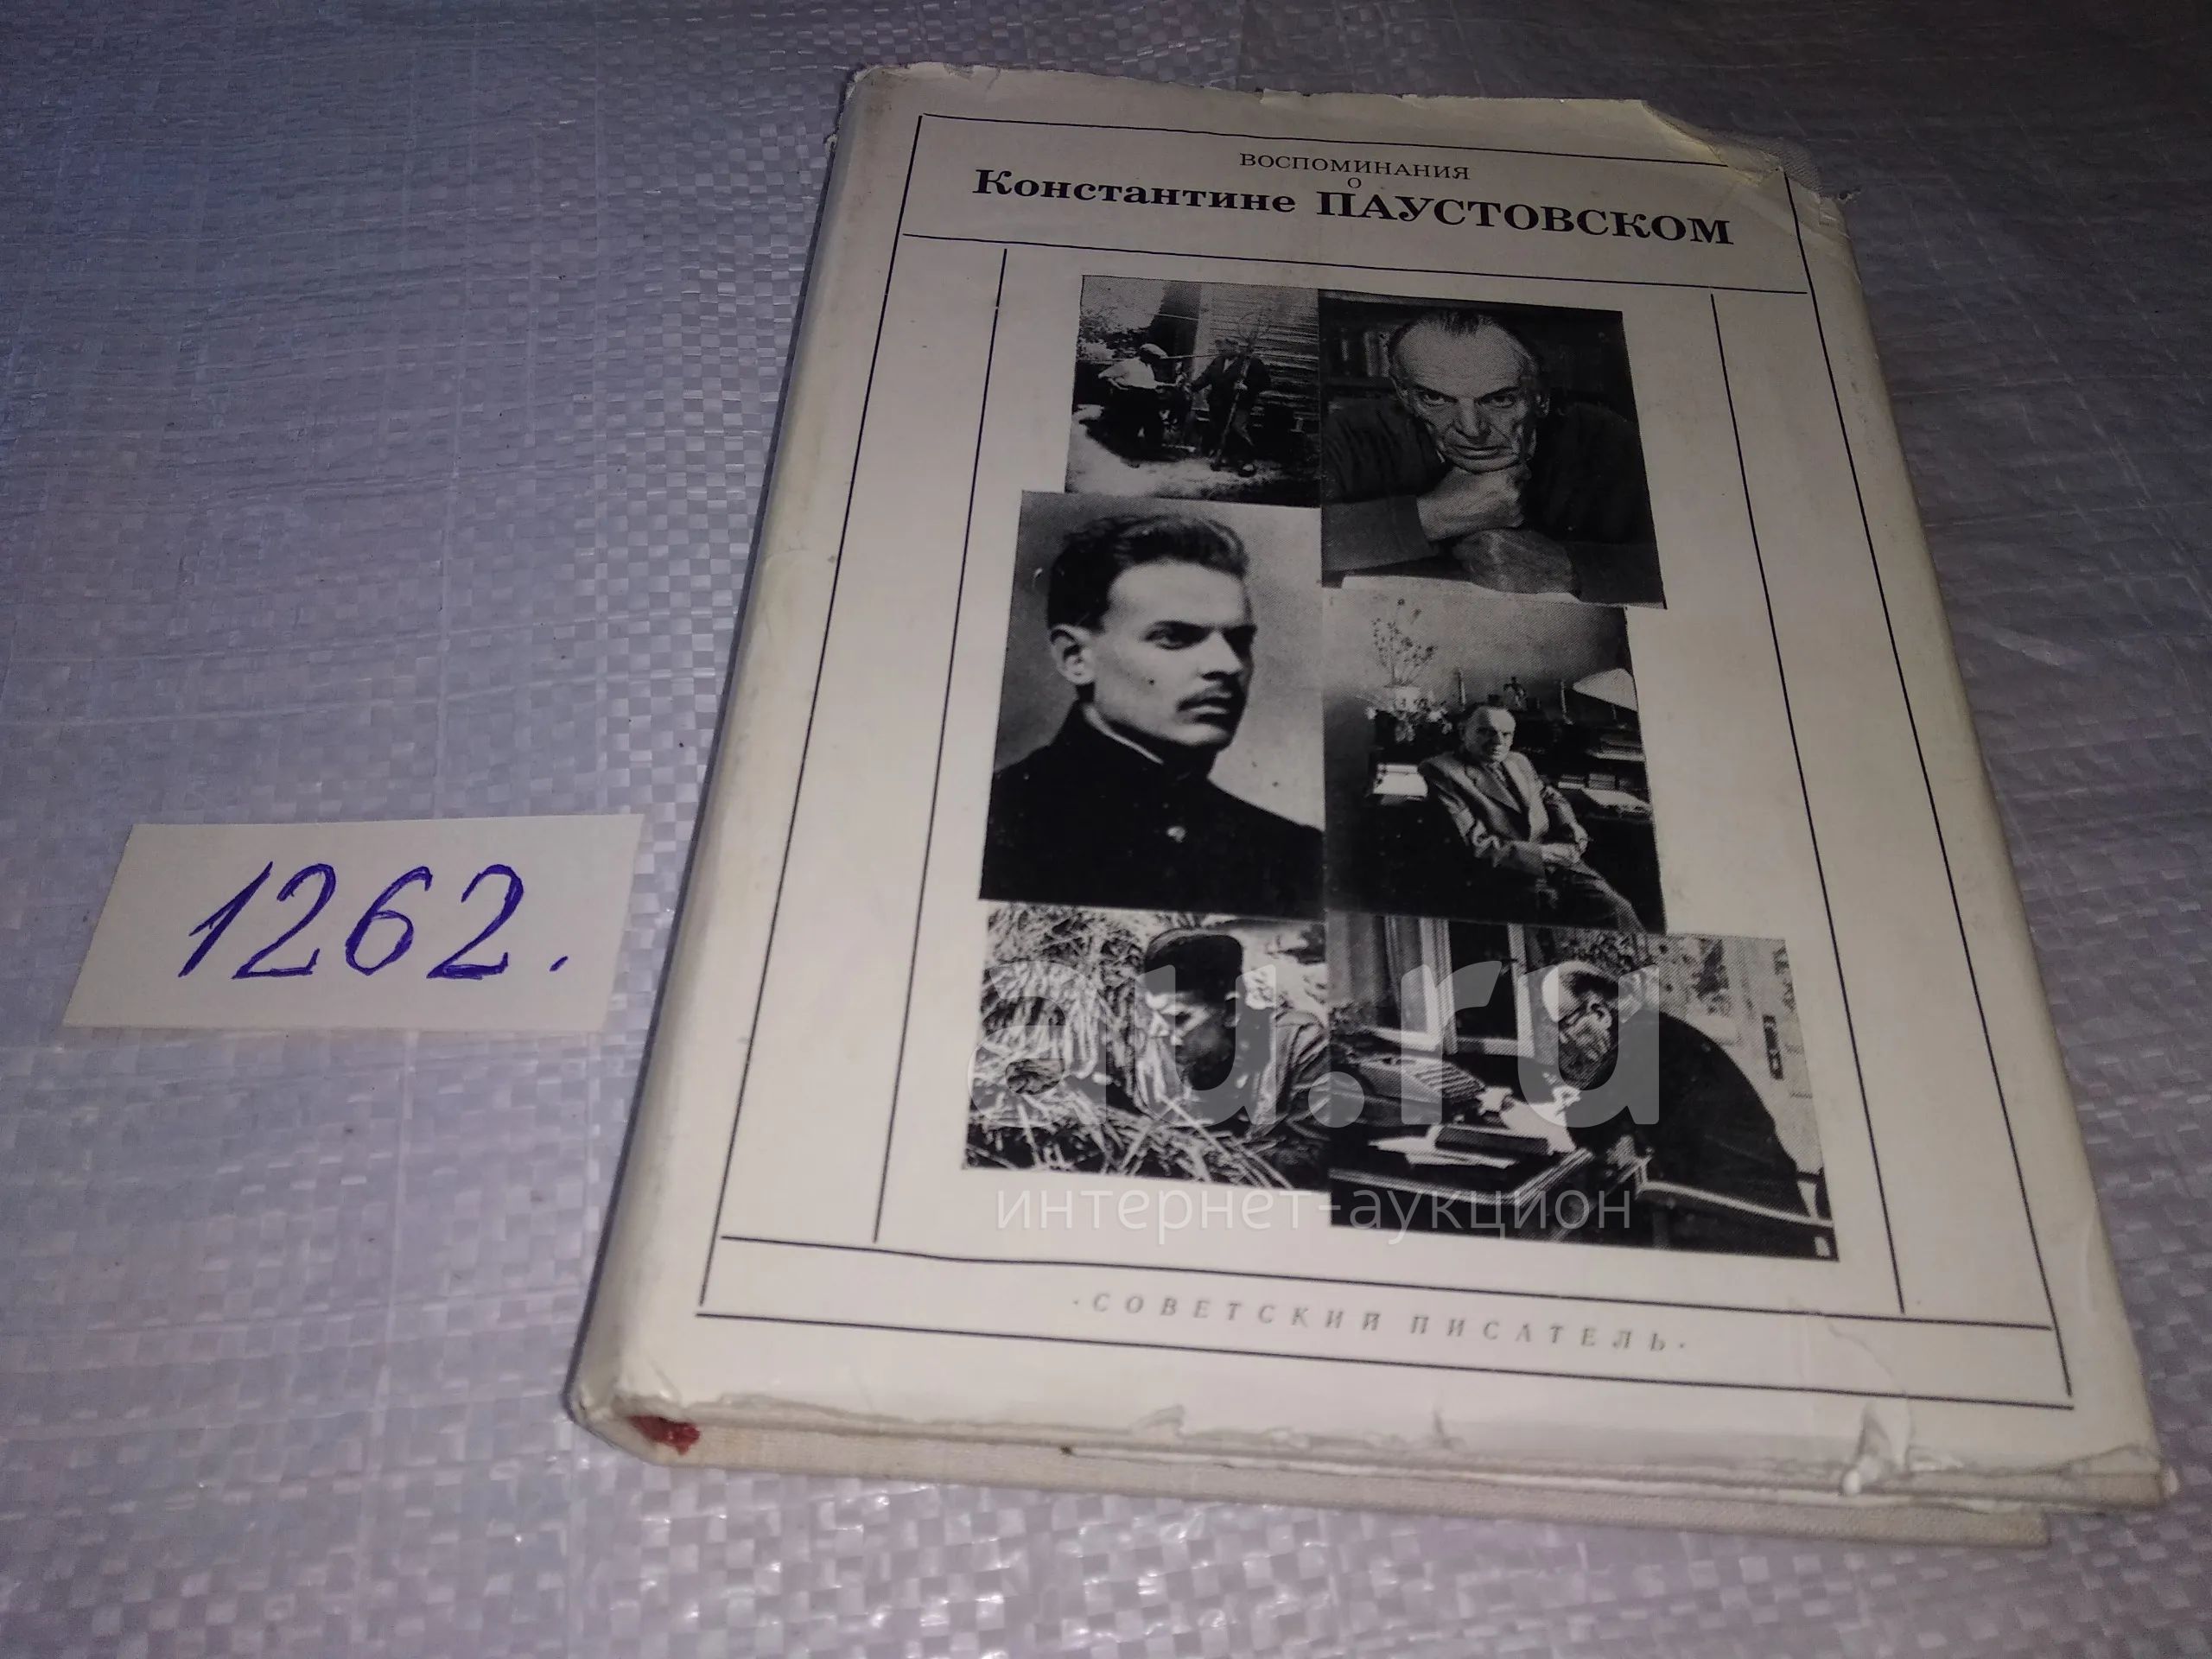 ВОСПОМИНАНИЯ
О
Константине ПАУСТОВСКОМ
1262.
au.ru
интернет-аукцион
·СОВЕТСКИЙ ПИСАТЕЛЬ·